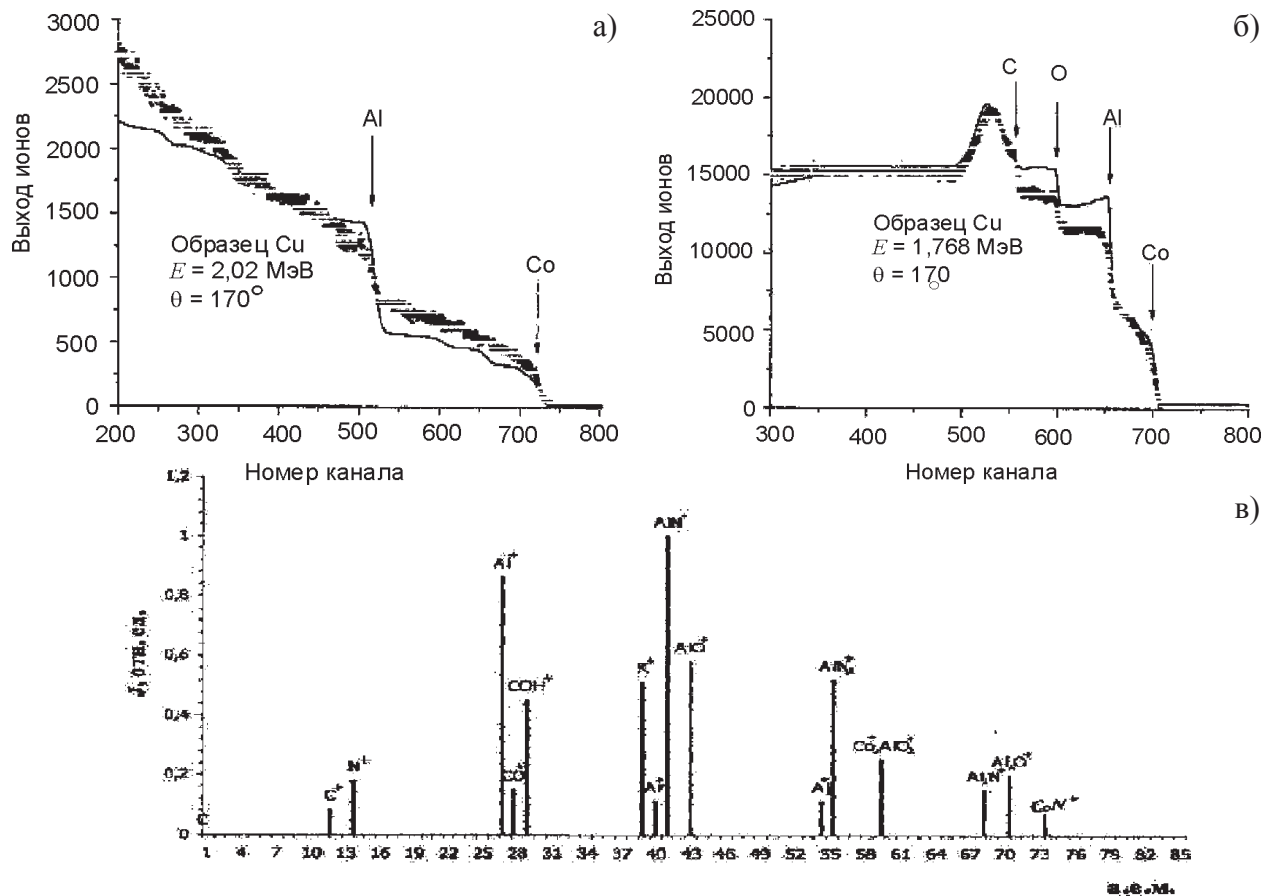 а)
3000
2500
2000
1500
1000
500
0
Выход ионов
Al
Co
Образец Cu
E = 2,02 МэВ
θ = 170°
200 300 400 500 600 700 800
Номер канала
б)
25000
20000
15000
10000
5000
0
Выход ионов
C
O
Al
Co
Образец Cu
E = 1,768 МэВ
θ = 170°
300 400 500 600 700 800
Номер канала
в)
1,2
1
0,8
0,6
0,4
0,2
0
J, отн. ед.
C⁺
N⁺
Al⁺
CO⁺
COH⁺
K⁺
Ar⁺
AlN⁺
AlO⁺
1 4 7 10 13 16 19 22 25 28 31 34 37 40 43 46 49 52 55 58 61 64 67 70 73 76 79 82 85
а.е.м.